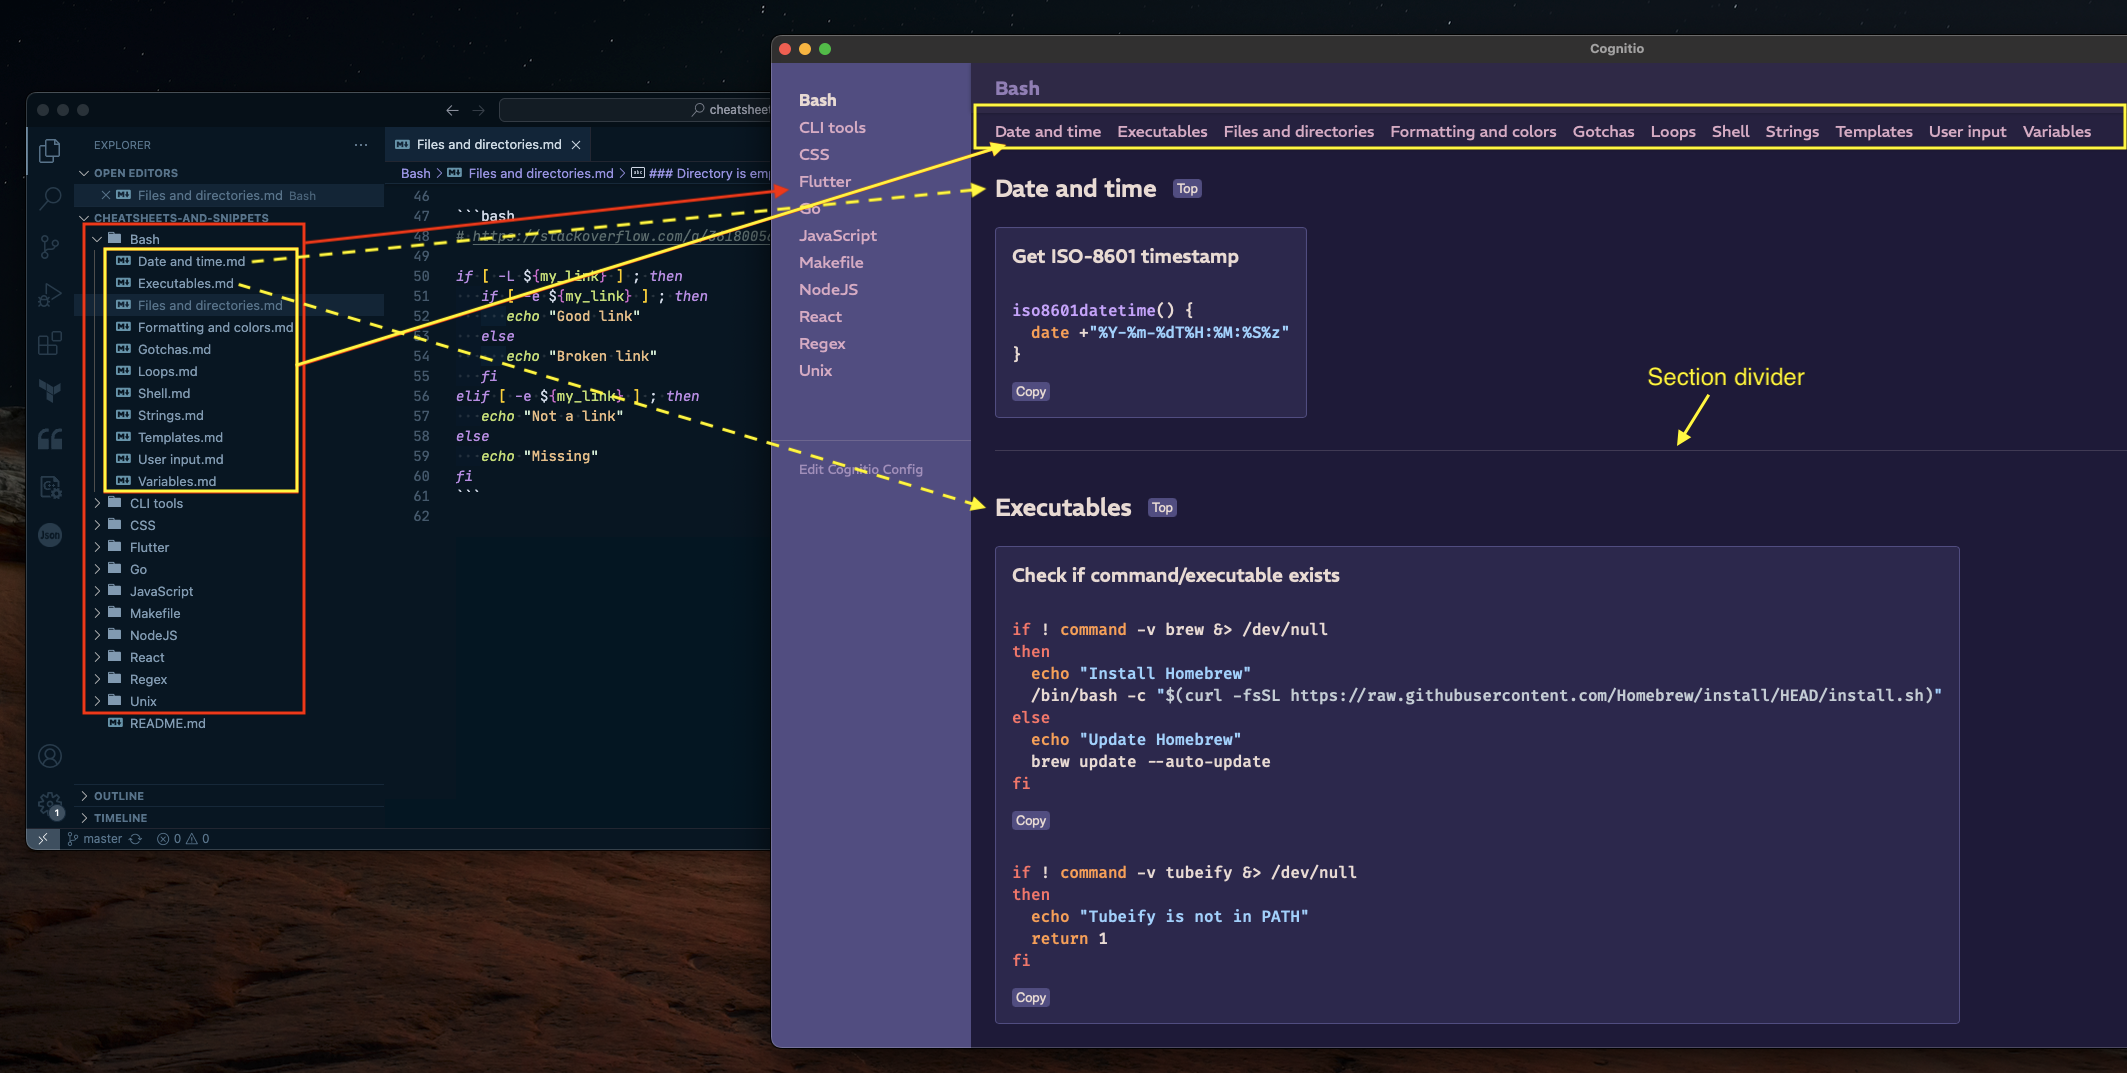 cheatsheet
EXPLORER
OPEN EDITORS
Files and directories.md Bash
CHEATSHEETS-AND-SNIPPETS
Bash
Date and time.md
Executables.md
Files and directories.md
Formatting and colors.md
Gotchas.md
Loops.md
Shell.md
Strings.md
Templates.md
User input.md
Variables.md
CLI tools
CSS
Flutter
Go
JavaScript
Makefile
NodeJS
React
Regex
Unix
README.md
OUTLINE
TIMELINE
1
Json
master 0 0
Files and directories.md
Bash > Files and directories.md > ### Directory is em
46
47 ```bash
48
49
50 if [ -L ${my_link} ] ; then
51 if [ -e ${my_link} ] ; then
52 echo "Good link"
53 else
54 echo "Broken link"
55 fi
56 elif [ -e ${my_link} ] ; then
57 echo "Not a link"
58 else
59 echo "Missing"
60 fi
61 ```
62
Cognitio
Bash
CLI tools
CSS
Flutter
Go
JavaScript
Makefile
NodeJS
React
Regex
Unix
Edit Cognitio Config
Bash
Date and time Executables Files and directories Formatting and colors Gotchas Loops Shell Strings Templates User input Variables
Date and time Top
Get ISO-8601 timestamp
iso8601datetime() {
date +"%Y-%m-%dT%H:%M:%S%z"
}
Copy
Section divider
Executables Top
Check if command/executable exists
if ! command -v brew &> /dev/null
then
echo "Install Homebrew"
/bin/bash -c "$(curl -fsSL https://raw.githubusercontent.com/Homebrew/install/HEAD/install.sh)"
else
echo "Update Homebrew"
brew update --auto-update
fi
Copy
if ! command -v tubeify &> /dev/null
then
echo "Tubeify is not in PATH"
return 1
fi
Copy